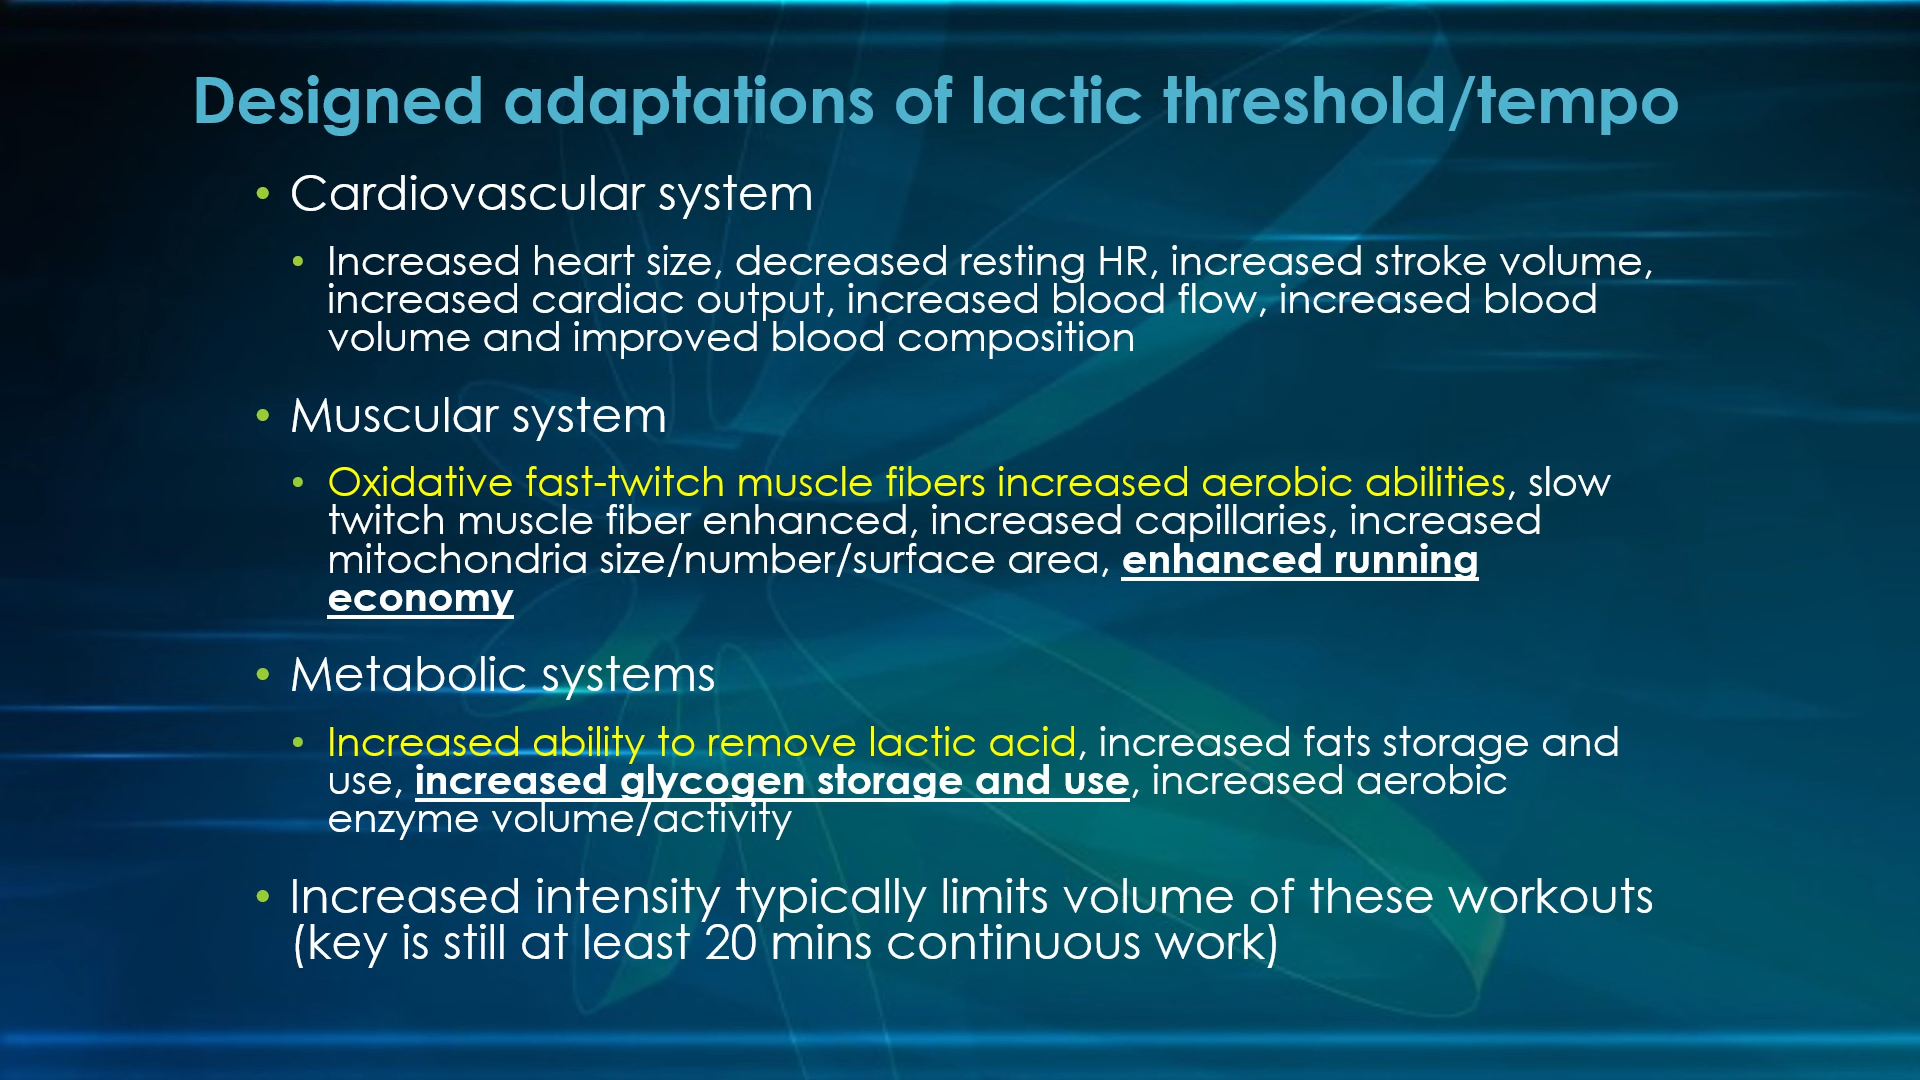 Designed adaptations of lactic threshold/tempo
• Cardiovascular system
• Increased heart size, decreased resting HR, increased stroke volume,
increased cardiac output, increased blood flow, increased blood
volume and improved blood composition
• Muscular system
• Oxidative fast-twitch muscle fibers increased aerobic abilities, slow
twitch muscle fiber enhanced, increased capillaries, increased
mitochondria size/number/surface area, enhanced running
economy
• Metabolic systems
• Increased ability to remove lactic acid, increased fats storage and
use, increased glycogen storage and use, increased aerobic
enzyme volume/activity
• Increased intensity typically limits volume of these workouts
(key is still at least 20 mins continuous work)